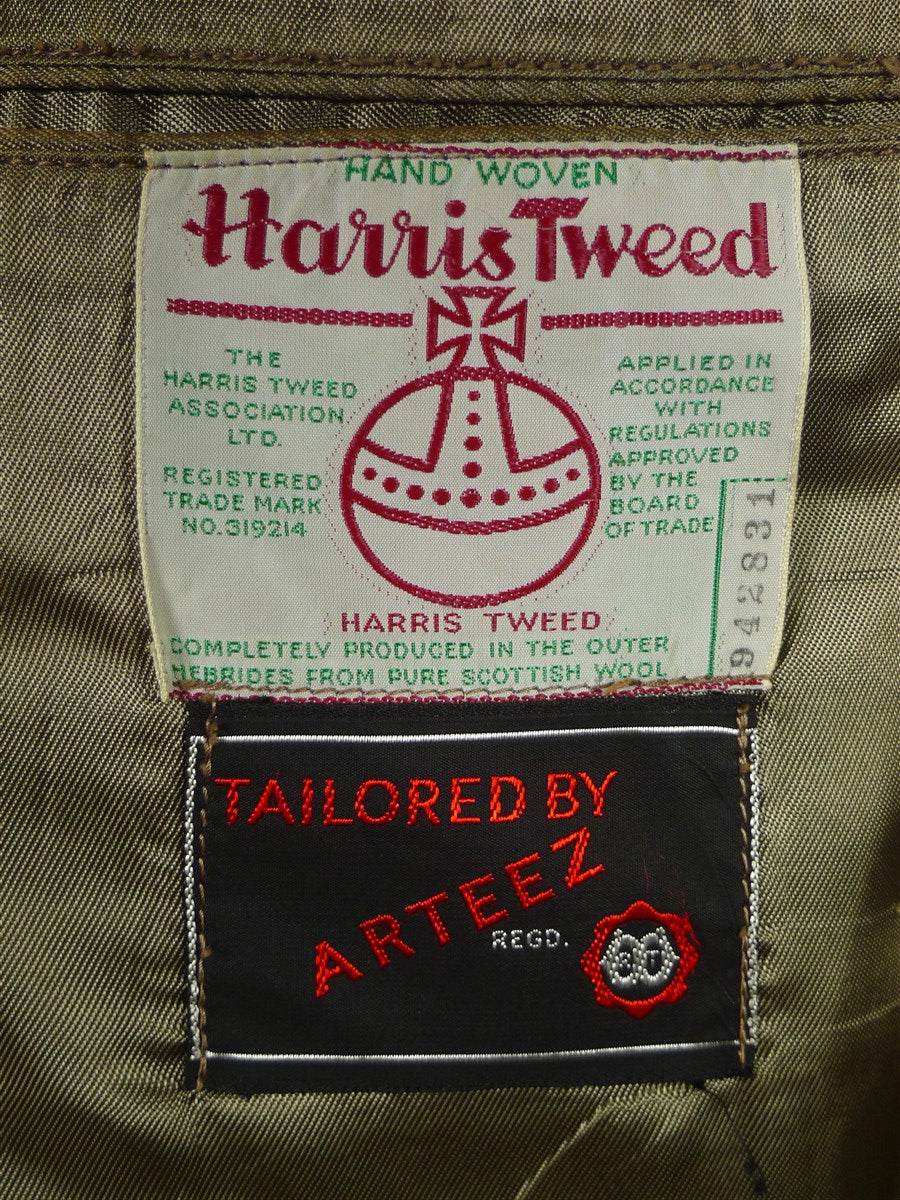 HAND WOVEN
Harris Tweed
THE
HARRIS TWEED
ASSOCIATION
LTD.
REGISTERED
TRADE MARK
NO.319214
APPLIED IN
ACCORDANCE
WITH
REGULATIONS
APPROVED
BY THE
BOARD
OF TRADE
942831
HARRIS TWEED
COMPLETELY PRODUCED IN THE OUTER
HEBRIDES FROM PURE SCOTTISH WOOL
TAILORED BY
ARTEEZ
REGD.